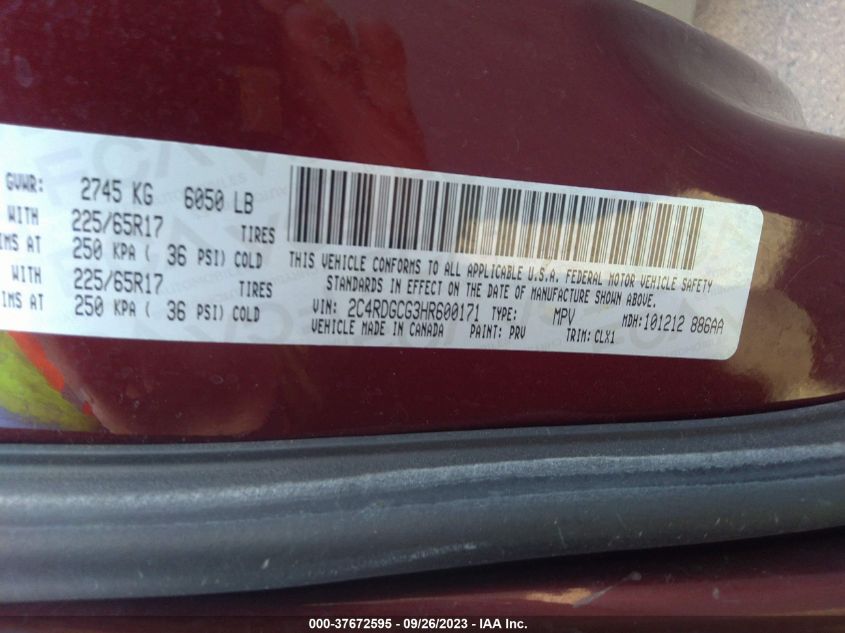 GVWR: 2745 KG 6050 LB
WITH 225/65R17 TIRES
IMS AT 250 KPA ( 36 PSI) COLD
WITH 225/65R17 TIRES
IMS AT 250 KPA ( 36 PSI) COLD
THIS VEHICLE CONFORMS TO ALL APPLICABLE U.S.A. FEDERAL MOTOR VEHICLE SAFETY
STANDARDS IN EFFECT ON THE DATE OF MANUFACTURE SHOWN ABOVE.
VIN: 2C4RDGCG3HR600171 TYPE: MPV MDH:101212 886AA
VEHICLE MADE IN CANADA PAINT: PRV TRIM: CLX1
000-37672595 - 09/26/2023 - IAA Inc.